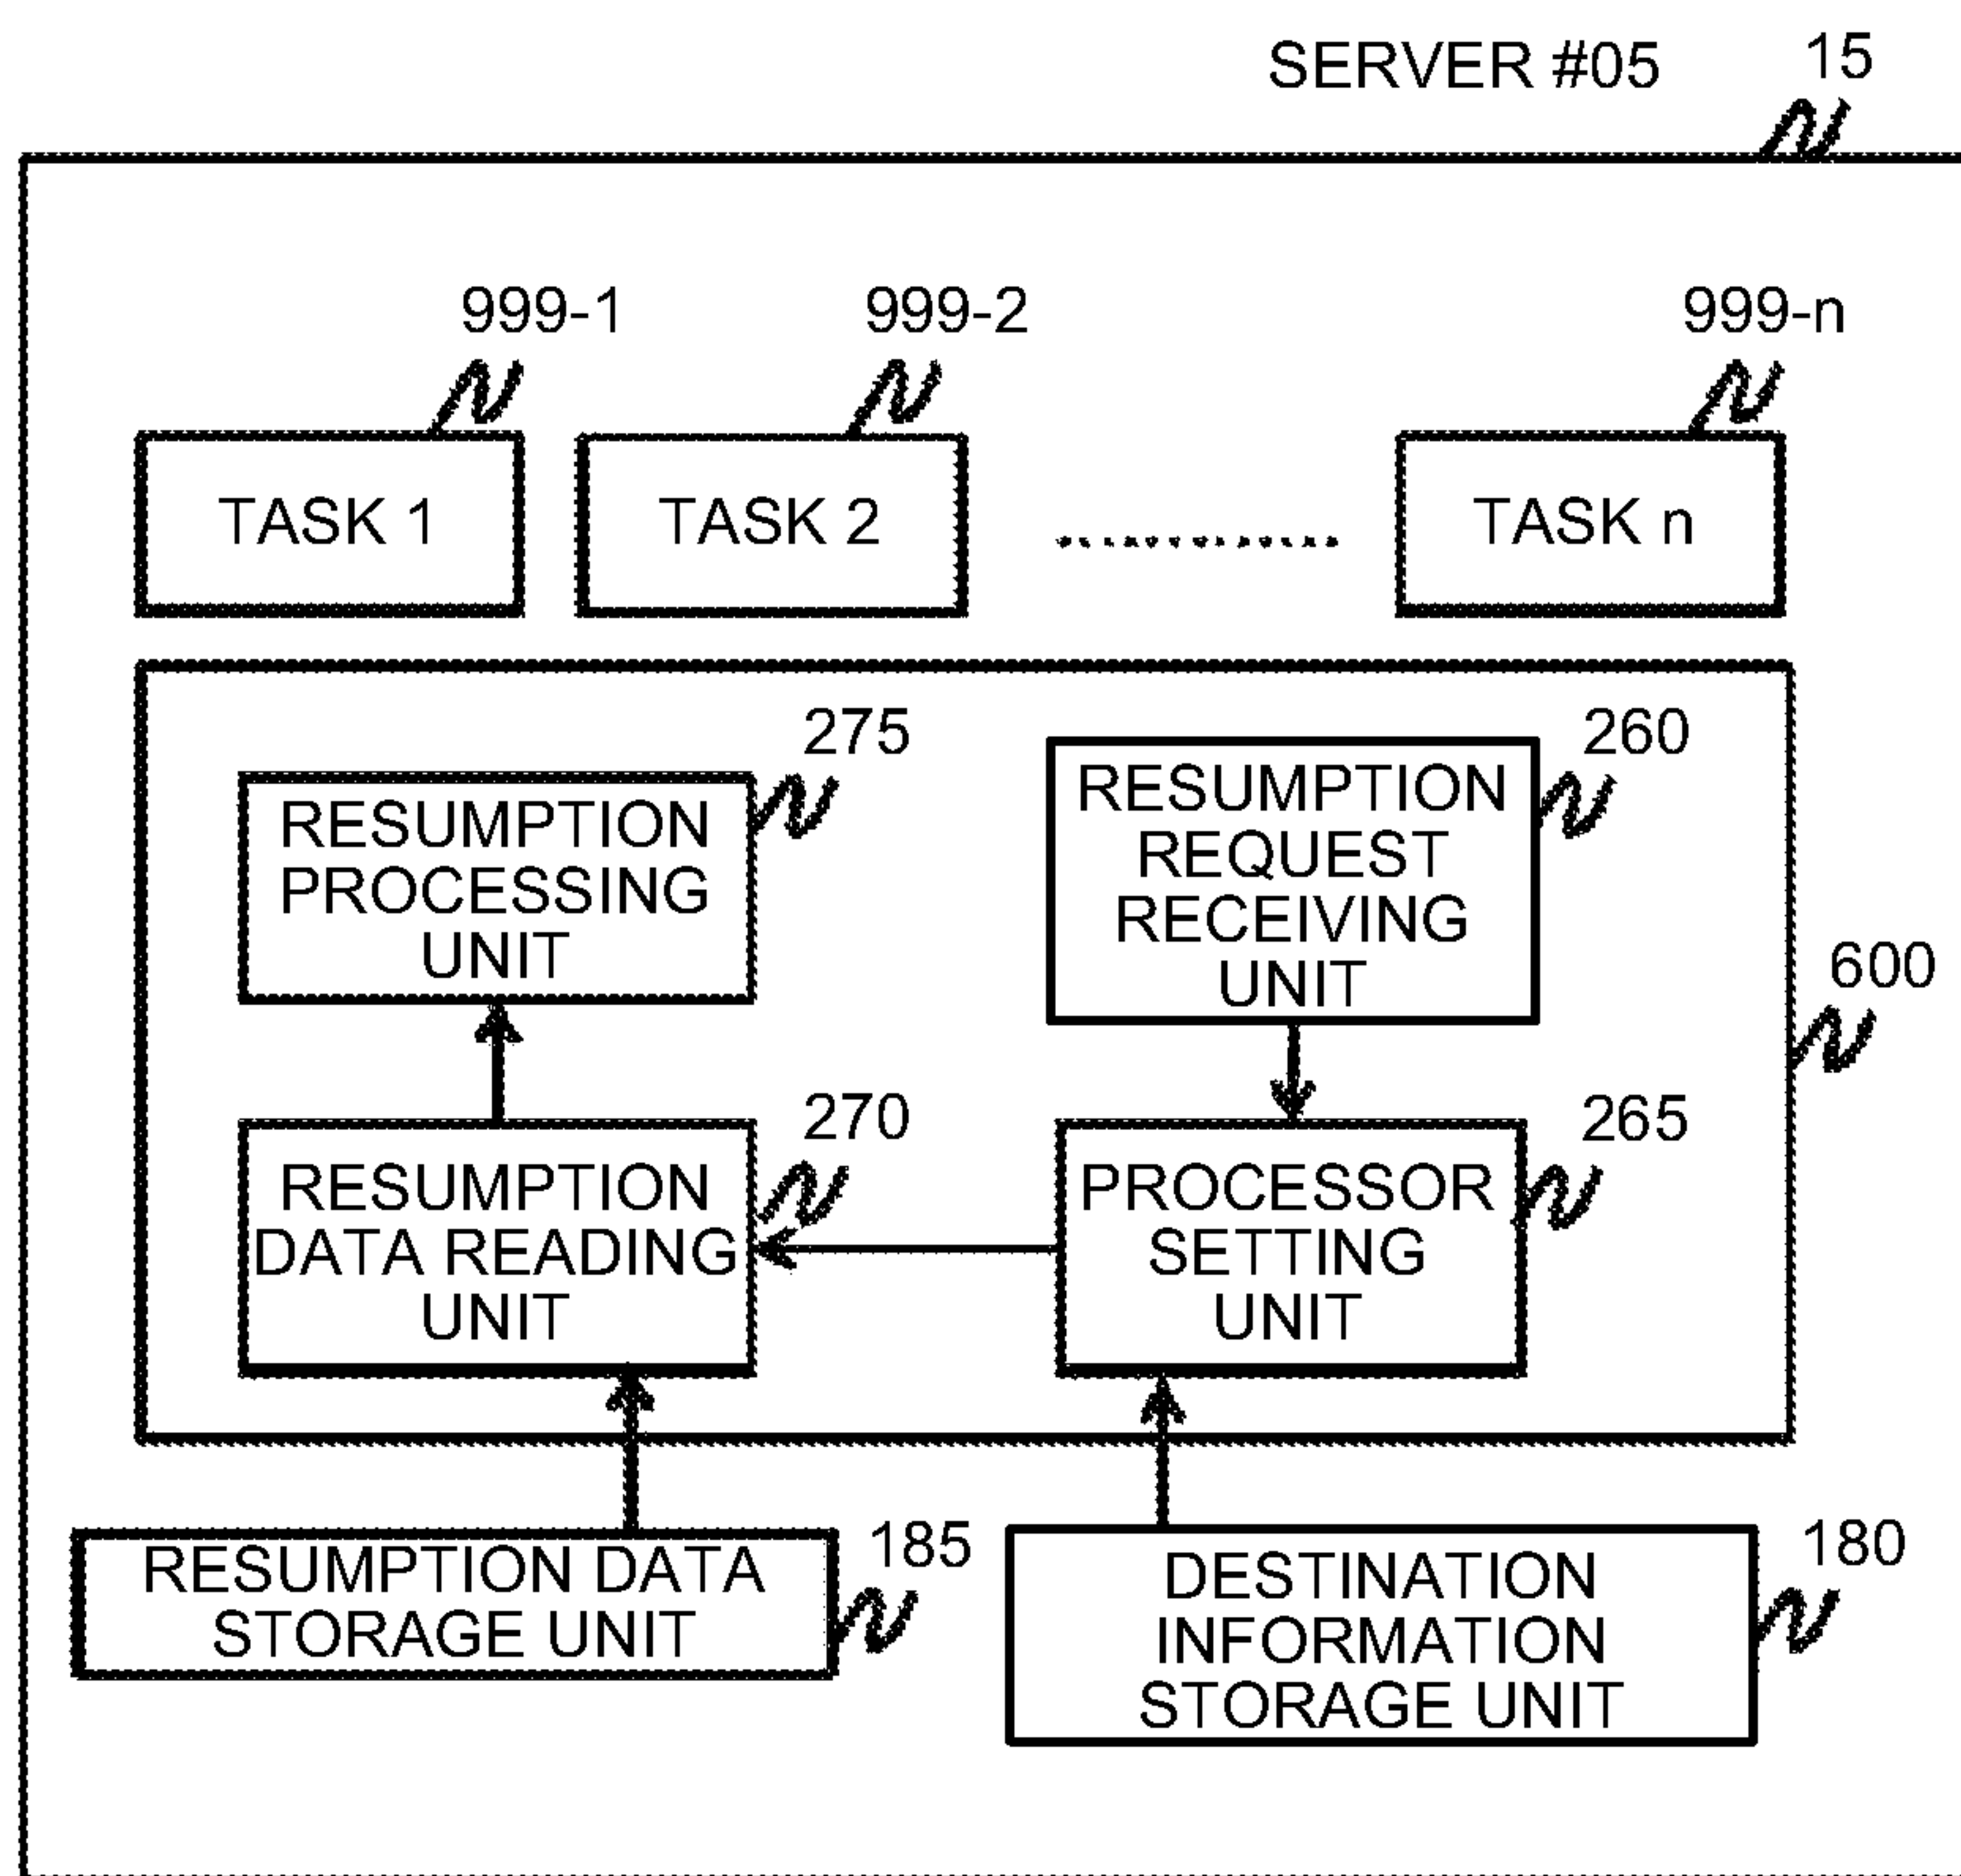 SERVER #05
15
999-1
999-2
999-n
TASK 1
TASK 2
TASK n
275
260
RESUMPTION
PROCESSING
UNIT
RESUMPTION
REQUEST
RECEIVING
UNIT
600
270
265
RESUMPTION
DATA READING
UNIT
PROCESSOR
SETTING
UNIT
185
180
RESUMPTION DATA
STORAGE UNIT
DESTINATION
INFORMATION
STORAGE UNIT